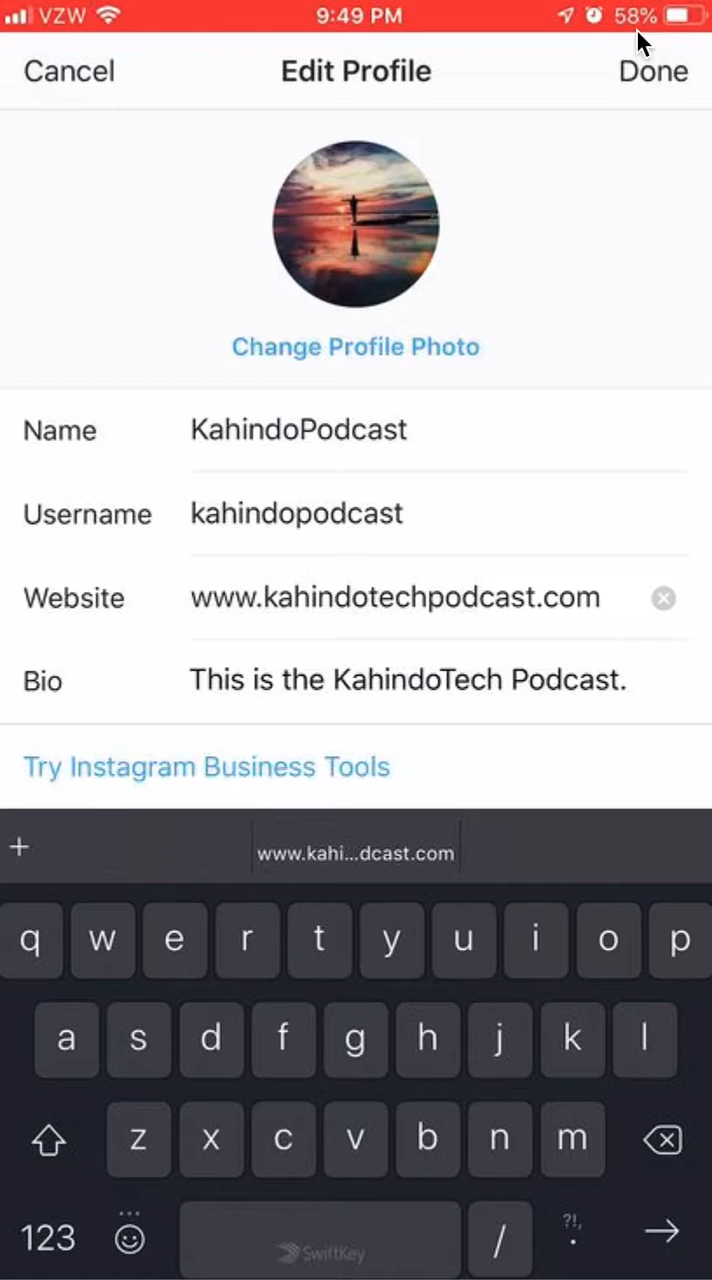 VZW 9:49 PM 58%
Cancel Edit Profile Done
Change Profile Photo
Name KahindoPodcast
Username kahindopodcast
Website www.kahindotechpodcast.com
Bio This is the KahindoTech Podcast.
Try Instagram Business Tools
+ www.kahi...dcast.com
q w e r t y u i o p
a s d f g h j k l
z x c v b n m
123 SwiftKey / ?!, .